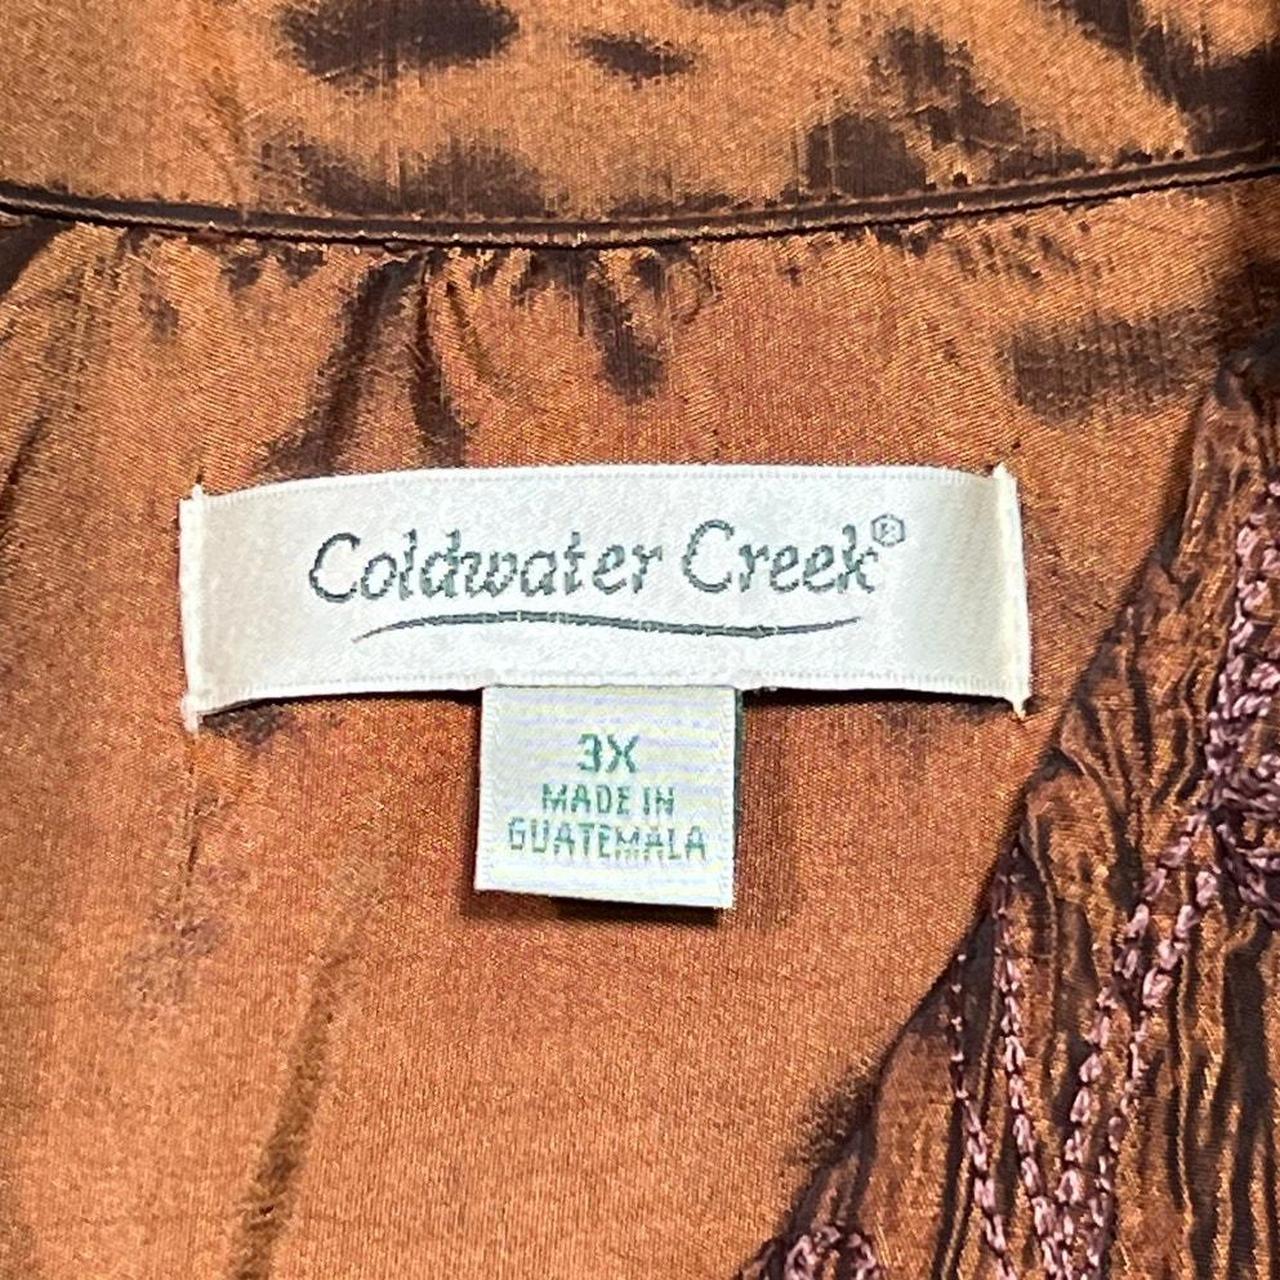 Coldwater Creek®
3X
MADE IN
GUATEMALA